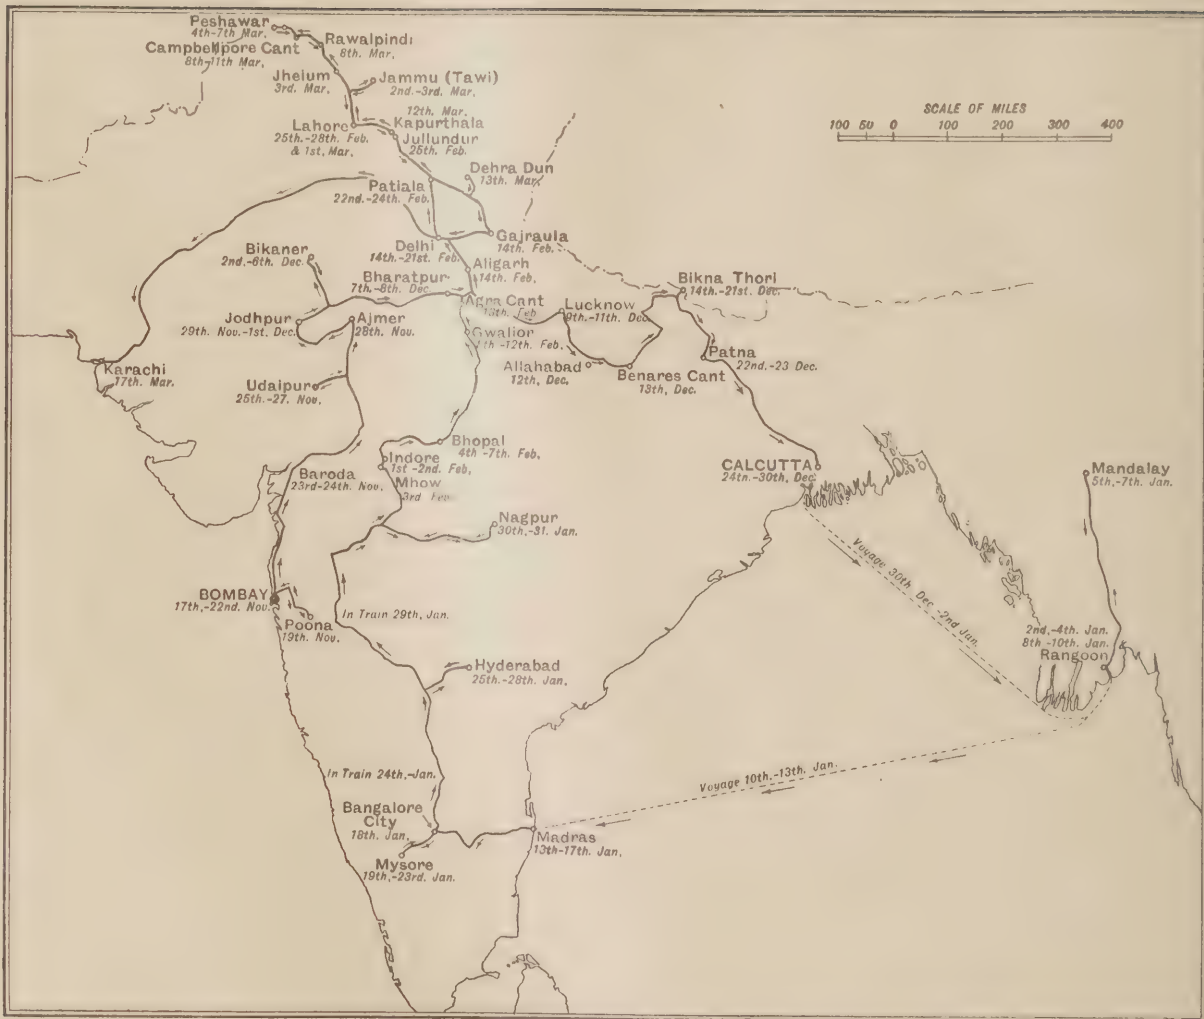 Peshawar
4th-7th Mar.
Campbellpore Cant
8th-11th Mar.
Rawalpindi
8th. Mar.
Jhelum
3rd. Mar.
Jammu (Tawi)
2nd.-3rd Mar.
12th. Mar.
Kapurthala
Lahore
25th.-28th. Feb.
& 1st. Mar.
Jullundur
25th. Feb.
Dehra Dun
13th. Mar.
Patiala
22nd.-24th. Feb.
SCALE OF MILES
100 50 0 100 200 300 400
Gajraula
14th. Feb.
Delhi
14th.-21st. Feb.
Aligarh
14th. Feb.
Bikaner
2nd.-6th. Dec.
Bharatpur
7th.-8th. Dec.
Agra Cant
Feb
Lucknow
9th.-11th. Dec.
Bikna Thori
14th.-21st. Dec.
Jodhpur
29th. Nov.-1st. Dec.
Ajmer
28th. Nov.
Gwalior
-12th. Feb.
Karachi
17th. Mar.
Udaipur
25th.-27. Nov.
Allahabad
12th, Dec.
Benares Cant
13th, Dec.
Patna
22nd.-23 Dec.
Bhopal
4th -7th. Feb.
Indore
1st -2nd. Feb.
Mhow
3rd Feb.
Baroda
23rd-24th. Nov.
CALCUTTA
24th.-30th, Dec.
Mandalay
5th,-7th. Jan.
Nagpur
30th,-31. Jan.
Voyage 30th Dec.-2nd Jan.
BOMBAY
17th,-22nd. Nov.
Poona
19th. Nov.
In Train 29th, Jan.
2nd,-4th. Jan.
8th -10th. Jan.
Rangoon
Hyderabad
25th.-28th. Jan.
In Train 24th,-Jan.
Voyage 10th.-13th. Jan.
Bangalore
City
18th. Jan.
Madras
13th-17th. Jan.
Mysore
19th,-23rd. Jan.